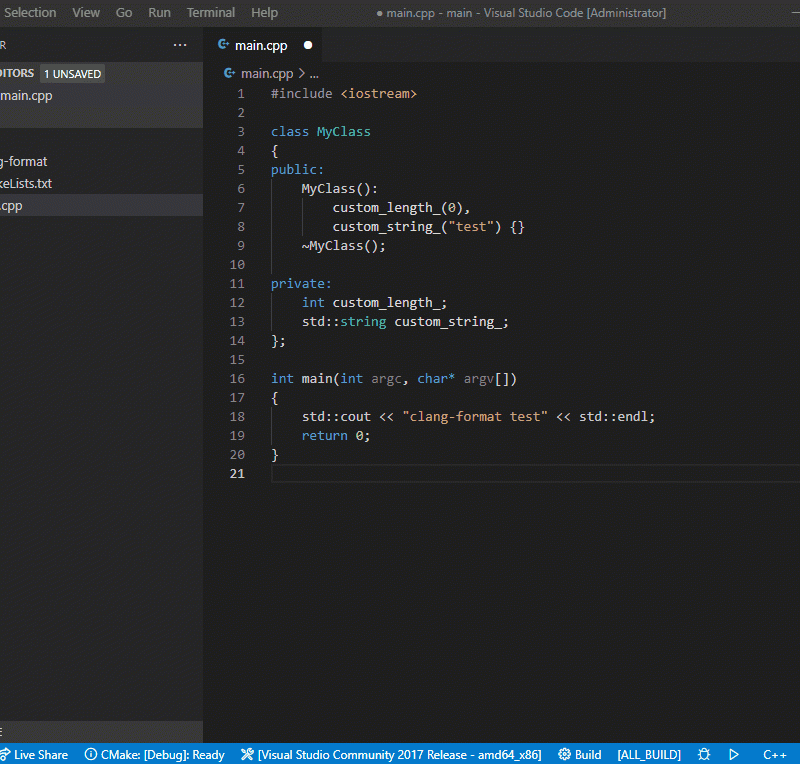 Selection View Go Run Terminal Help ● main.cpp - main - Visual Studio Code [Administrator]
R ...
DITORS 1 UNSAVED
main.cpp
g-format
keLists.txt
.cpp
main.cpp ●
main.cpp > ...
1 #include <iostream>
2
3 class MyClass
4 {
5 public:
6     MyClass():
7         custom_length_(0),
8         custom_string_("test") {}
9     ~MyClass();
10
11 private:
12     int custom_length_;
13     std::string custom_string_;
14 };
15
16 int main(int argc, char* argv[])
17 {
18     std::cout << "clang-format test" << std::endl;
19     return 0;
20 }
21
E
Live Share CMake: [Debug]: Ready [Visual Studio Community 2017 Release - amd64_x86] Build [ALL_BUILD] C++